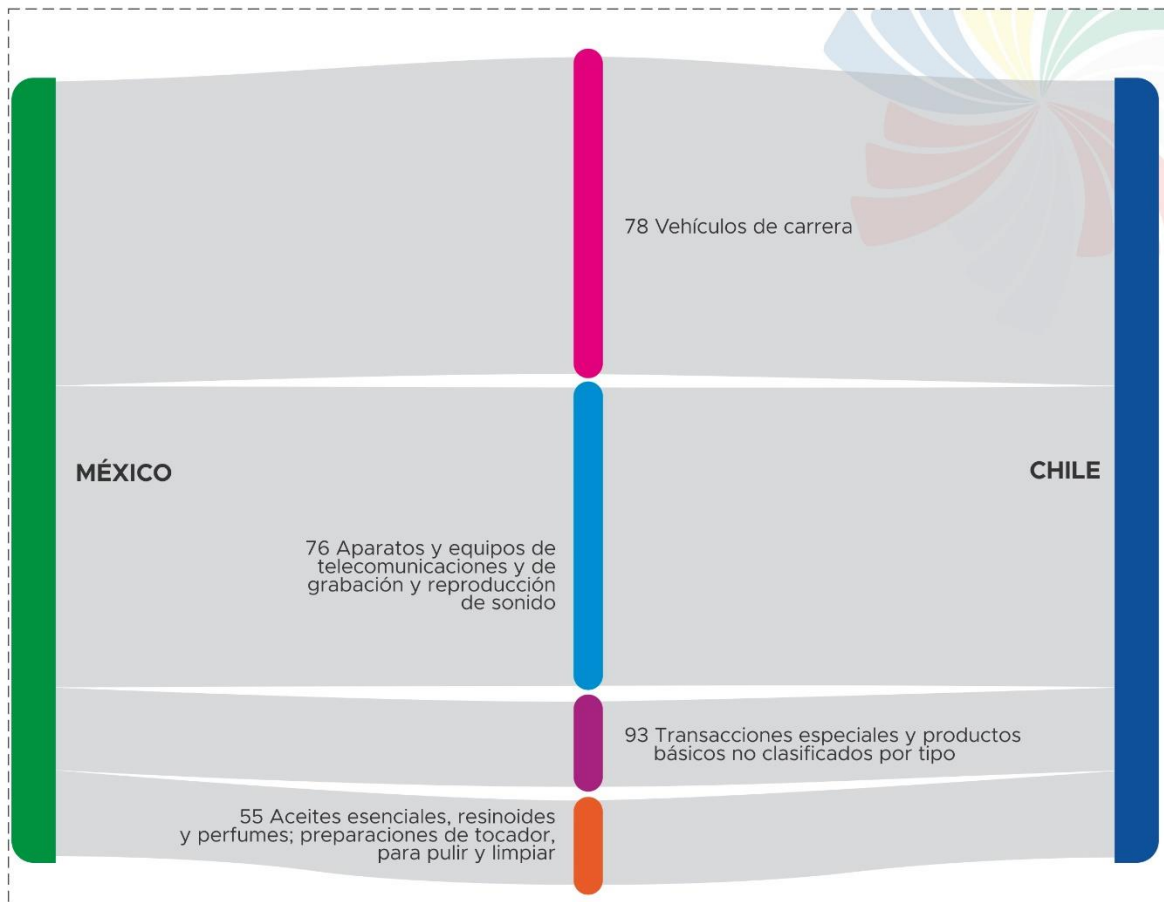 78 Vehículos de carrera
MÉXICO
CHILE
76 Aparatos y equipos de
telecomunicaciones y de
grabación y reproducción
de sonido
93 Transacciones especiales y productos
básicos no clasificados por tipo
55 Aceites esenciales, resinoides
y perfumes; preparaciones de tocador,
para pulir y limpiar